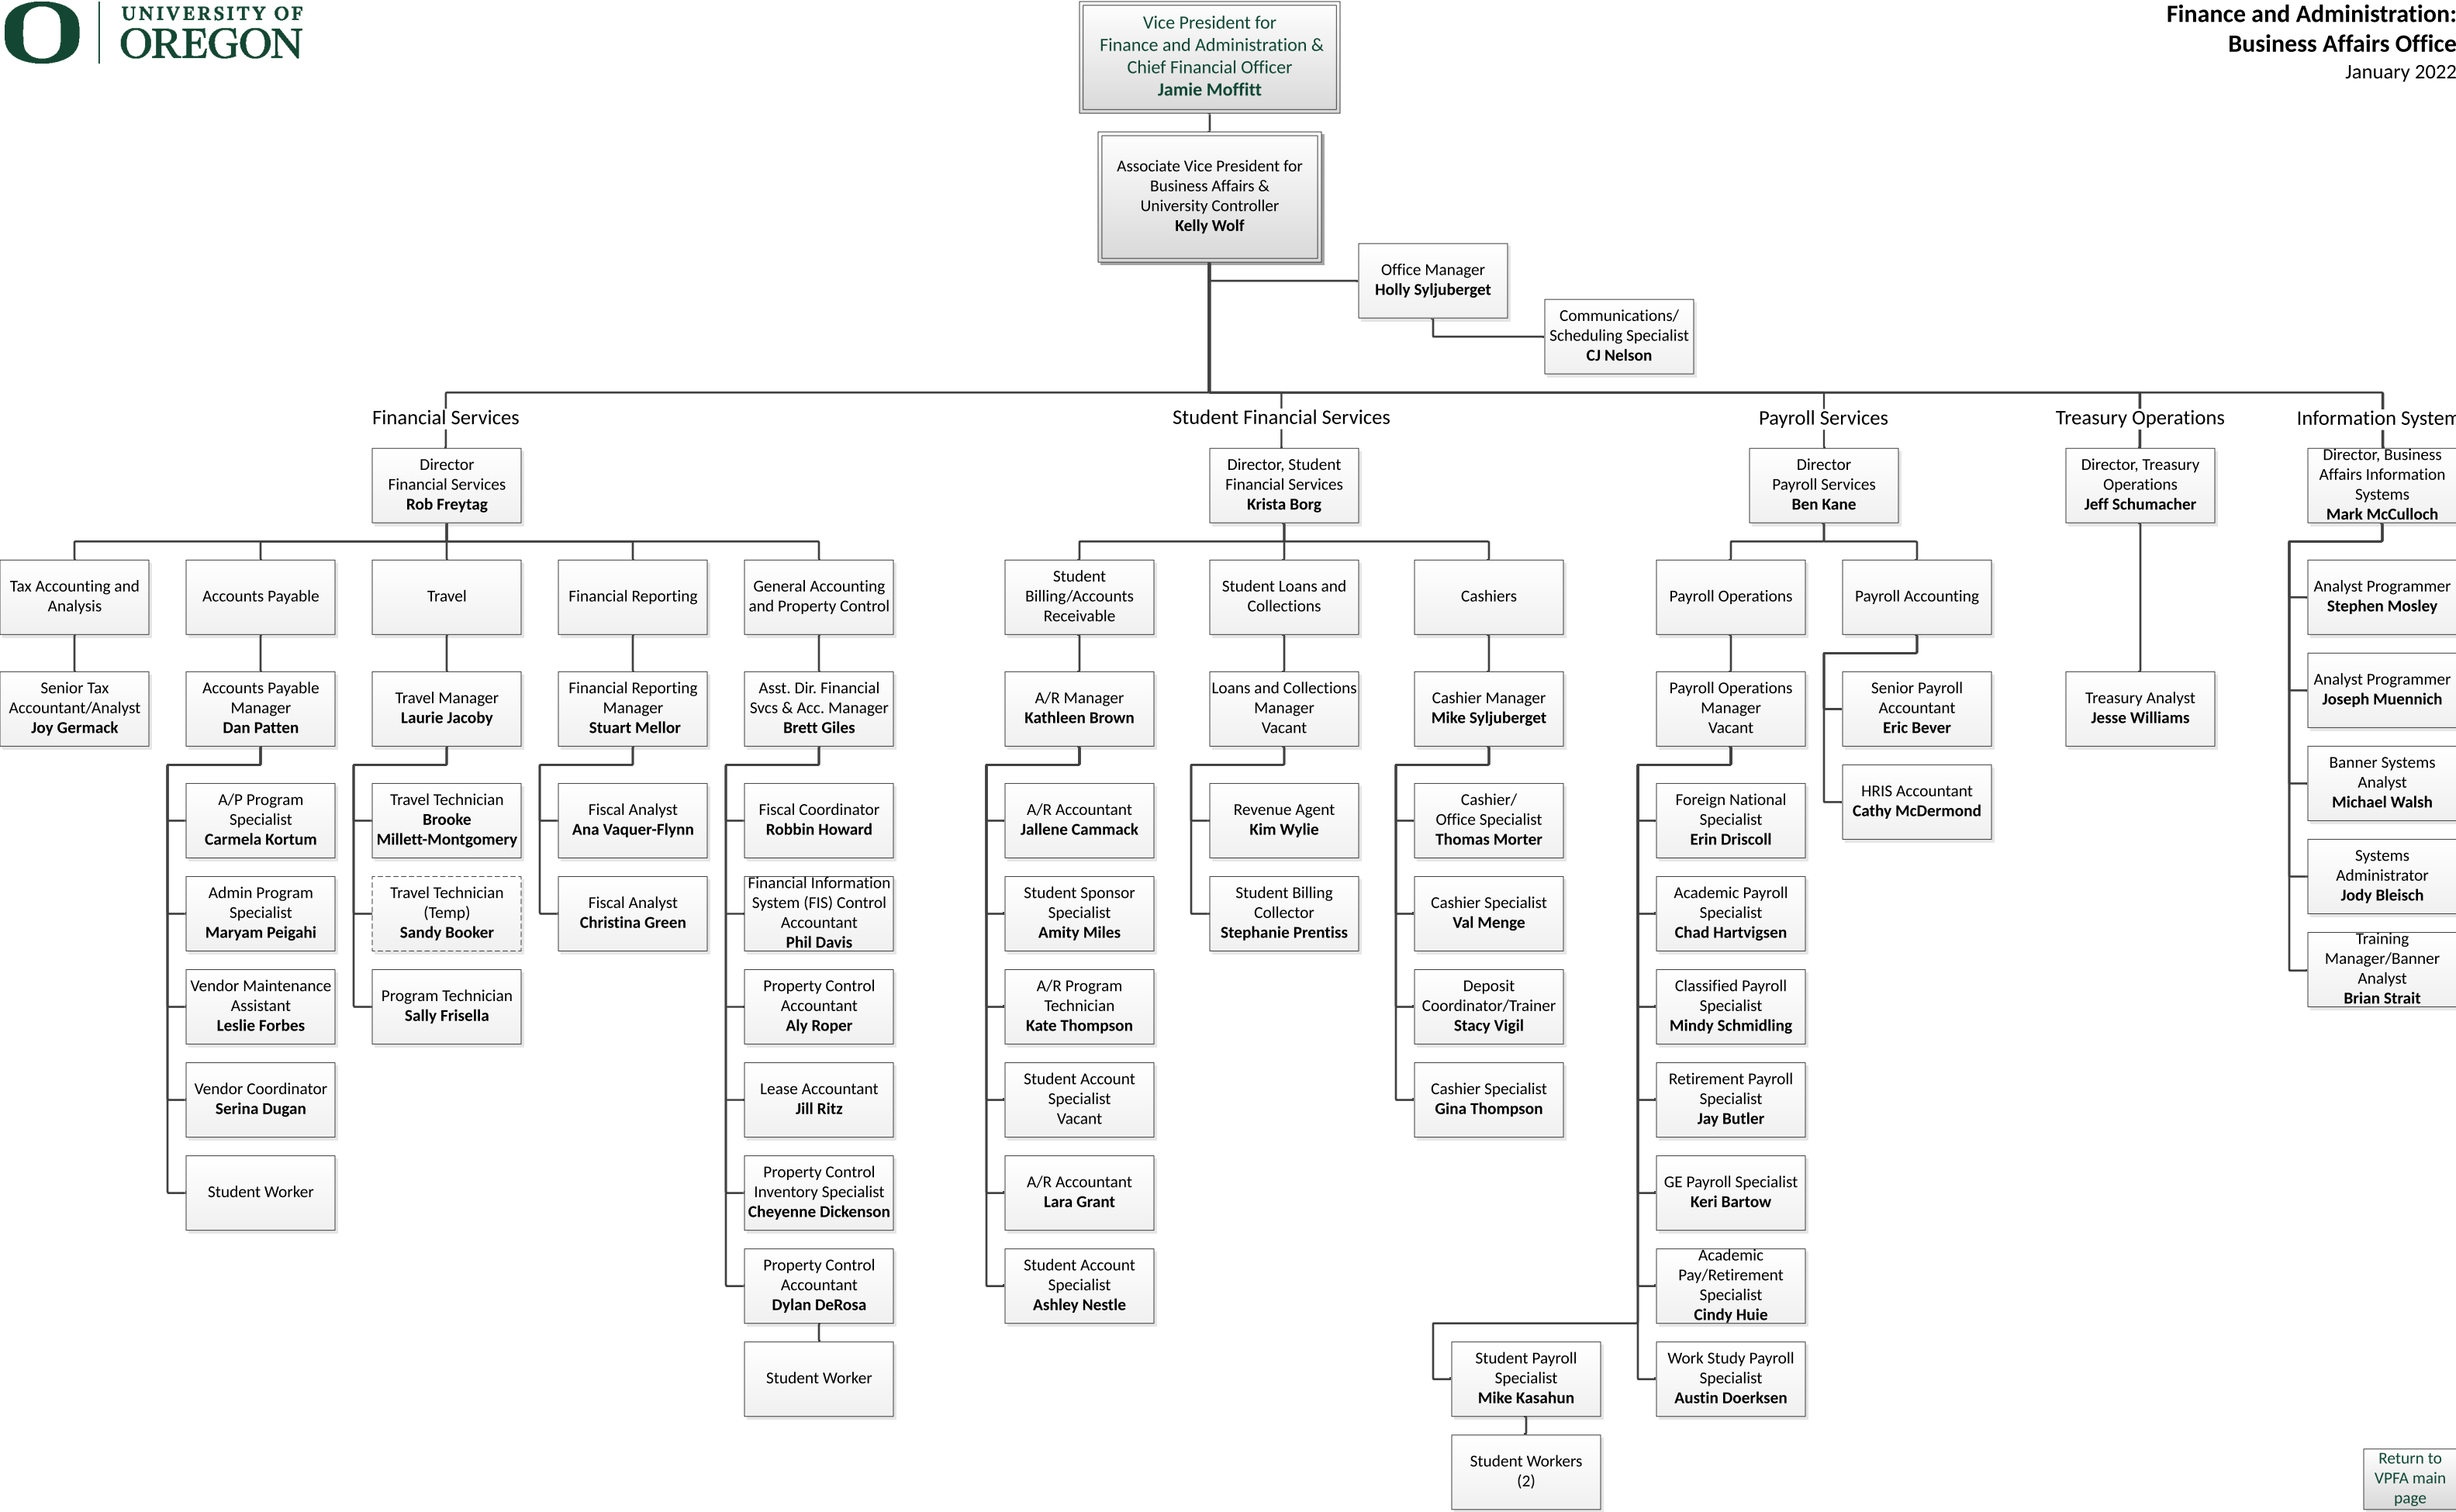 UNIVERSITY OF
OREGON
Finance and Administration:
Business Affairs Office
January 2022
Vice President for
Finance and Administration &
Chief Financial Officer
Jamie Moffitt
Associate Vice President for
Business Affairs &
University Controller
Kelly Wolf
Office Manager
Holly Syljuberget
Communications/
Scheduling Specialist
CJ Nelson
Financial Services
Director
Financial Services
Rob Freytag
Tax Accounting and
Analysis
Senior Tax
Accountant/Analyst
Joy Germack
Accounts Payable
Accounts Payable
Manager
Dan Patten
A/P Program
Specialist
Carmela Kortum
Admin Program
Specialist
Maryam Peigahi
Vendor Maintenance
Assistant
Leslie Forbes
Vendor Coordinator
Serina Dugan
Student Worker
Travel
Travel Manager
Laurie Jacoby
Travel Technician
Brooke
Millett-Montgomery
Travel Technician
(Temp)
Sandy Booker
Program Technician
Sally Frisella
Financial Reporting
Financial Reporting
Manager
Stuart Mellor
Fiscal Analyst
Ana Vaquer-Flynn
Fiscal Analyst
Christina Green
General Accounting
and Property Control
Asst. Dir. Financial
Svcs & Acc. Manager
Brett Giles
Fiscal Coordinator
Robbin Howard
Financial Information
System (FIS) Control
Accountant
Phil Davis
Property Control
Accountant
Aly Roper
Lease Accountant
Jill Ritz
Property Control
Inventory Specialist
Cheyenne Dickenson
Property Control
Accountant
Dylan DeRosa
Student Worker
Student Financial Services
Director, Student
Financial Services
Krista Borg
Student
Billing/Accounts
Receivable
A/R Manager
Kathleen Brown
A/R Accountant
Jallene Cammack
Student Sponsor
Specialist
Amity Miles
A/R Program
Technician
Kate Thompson
Student Account
Specialist
Vacant
A/R Accountant
Lara Grant
Student Account
Specialist
Ashley Nestle
Student Loans and
Collections
Loans and Collections
Manager
Vacant
Revenue Agent
Kim Wylie
Student Billing
Collector
Stephanie Prentiss
Cashiers
Cashier Manager
Mike Syljuberget
Cashier/
Office Specialist
Thomas Morter
Cashier Specialist
Val Menge
Deposit
Coordinator/Trainer
Stacy Vigil
Cashier Specialist
Gina Thompson
Payroll Services
Director
Payroll Services
Ben Kane
Payroll Operations
Payroll Operations
Manager
Vacant
Foreign National
Specialist
Erin Driscoll
Academic Payroll
Specialist
Chad Hartvigsen
Classified Payroll
Specialist
Mindy Schmidling
Retirement Payroll
Specialist
Jay Butler
GE Payroll Specialist
Keri Bartow
Academic
Pay/Retirement
Specialist
Cindy Huie
Work Study Payroll
Specialist
Austin Doerksen
Student Payroll
Specialist
Mike Kasahun
Student Workers
(2)
Payroll Accounting
Senior Payroll
Accountant
Eric Bever
HRIS Accountant
Cathy McDermond
Treasury Operations
Director, Treasury
Operations
Jeff Schumacher
Treasury Analyst
Jesse Williams
Information System
Director, Business
Affairs Information
Systems
Mark McCulloch
Analyst Programmer
Stephen Mosley
Analyst Programmer
Joseph Muennich
Banner Systems
Analyst
Michael Walsh
Systems
Administrator
Jody Bleisch
Training
Manager/Banner
Analyst
Brian Strait
Return to
VPFA main
page